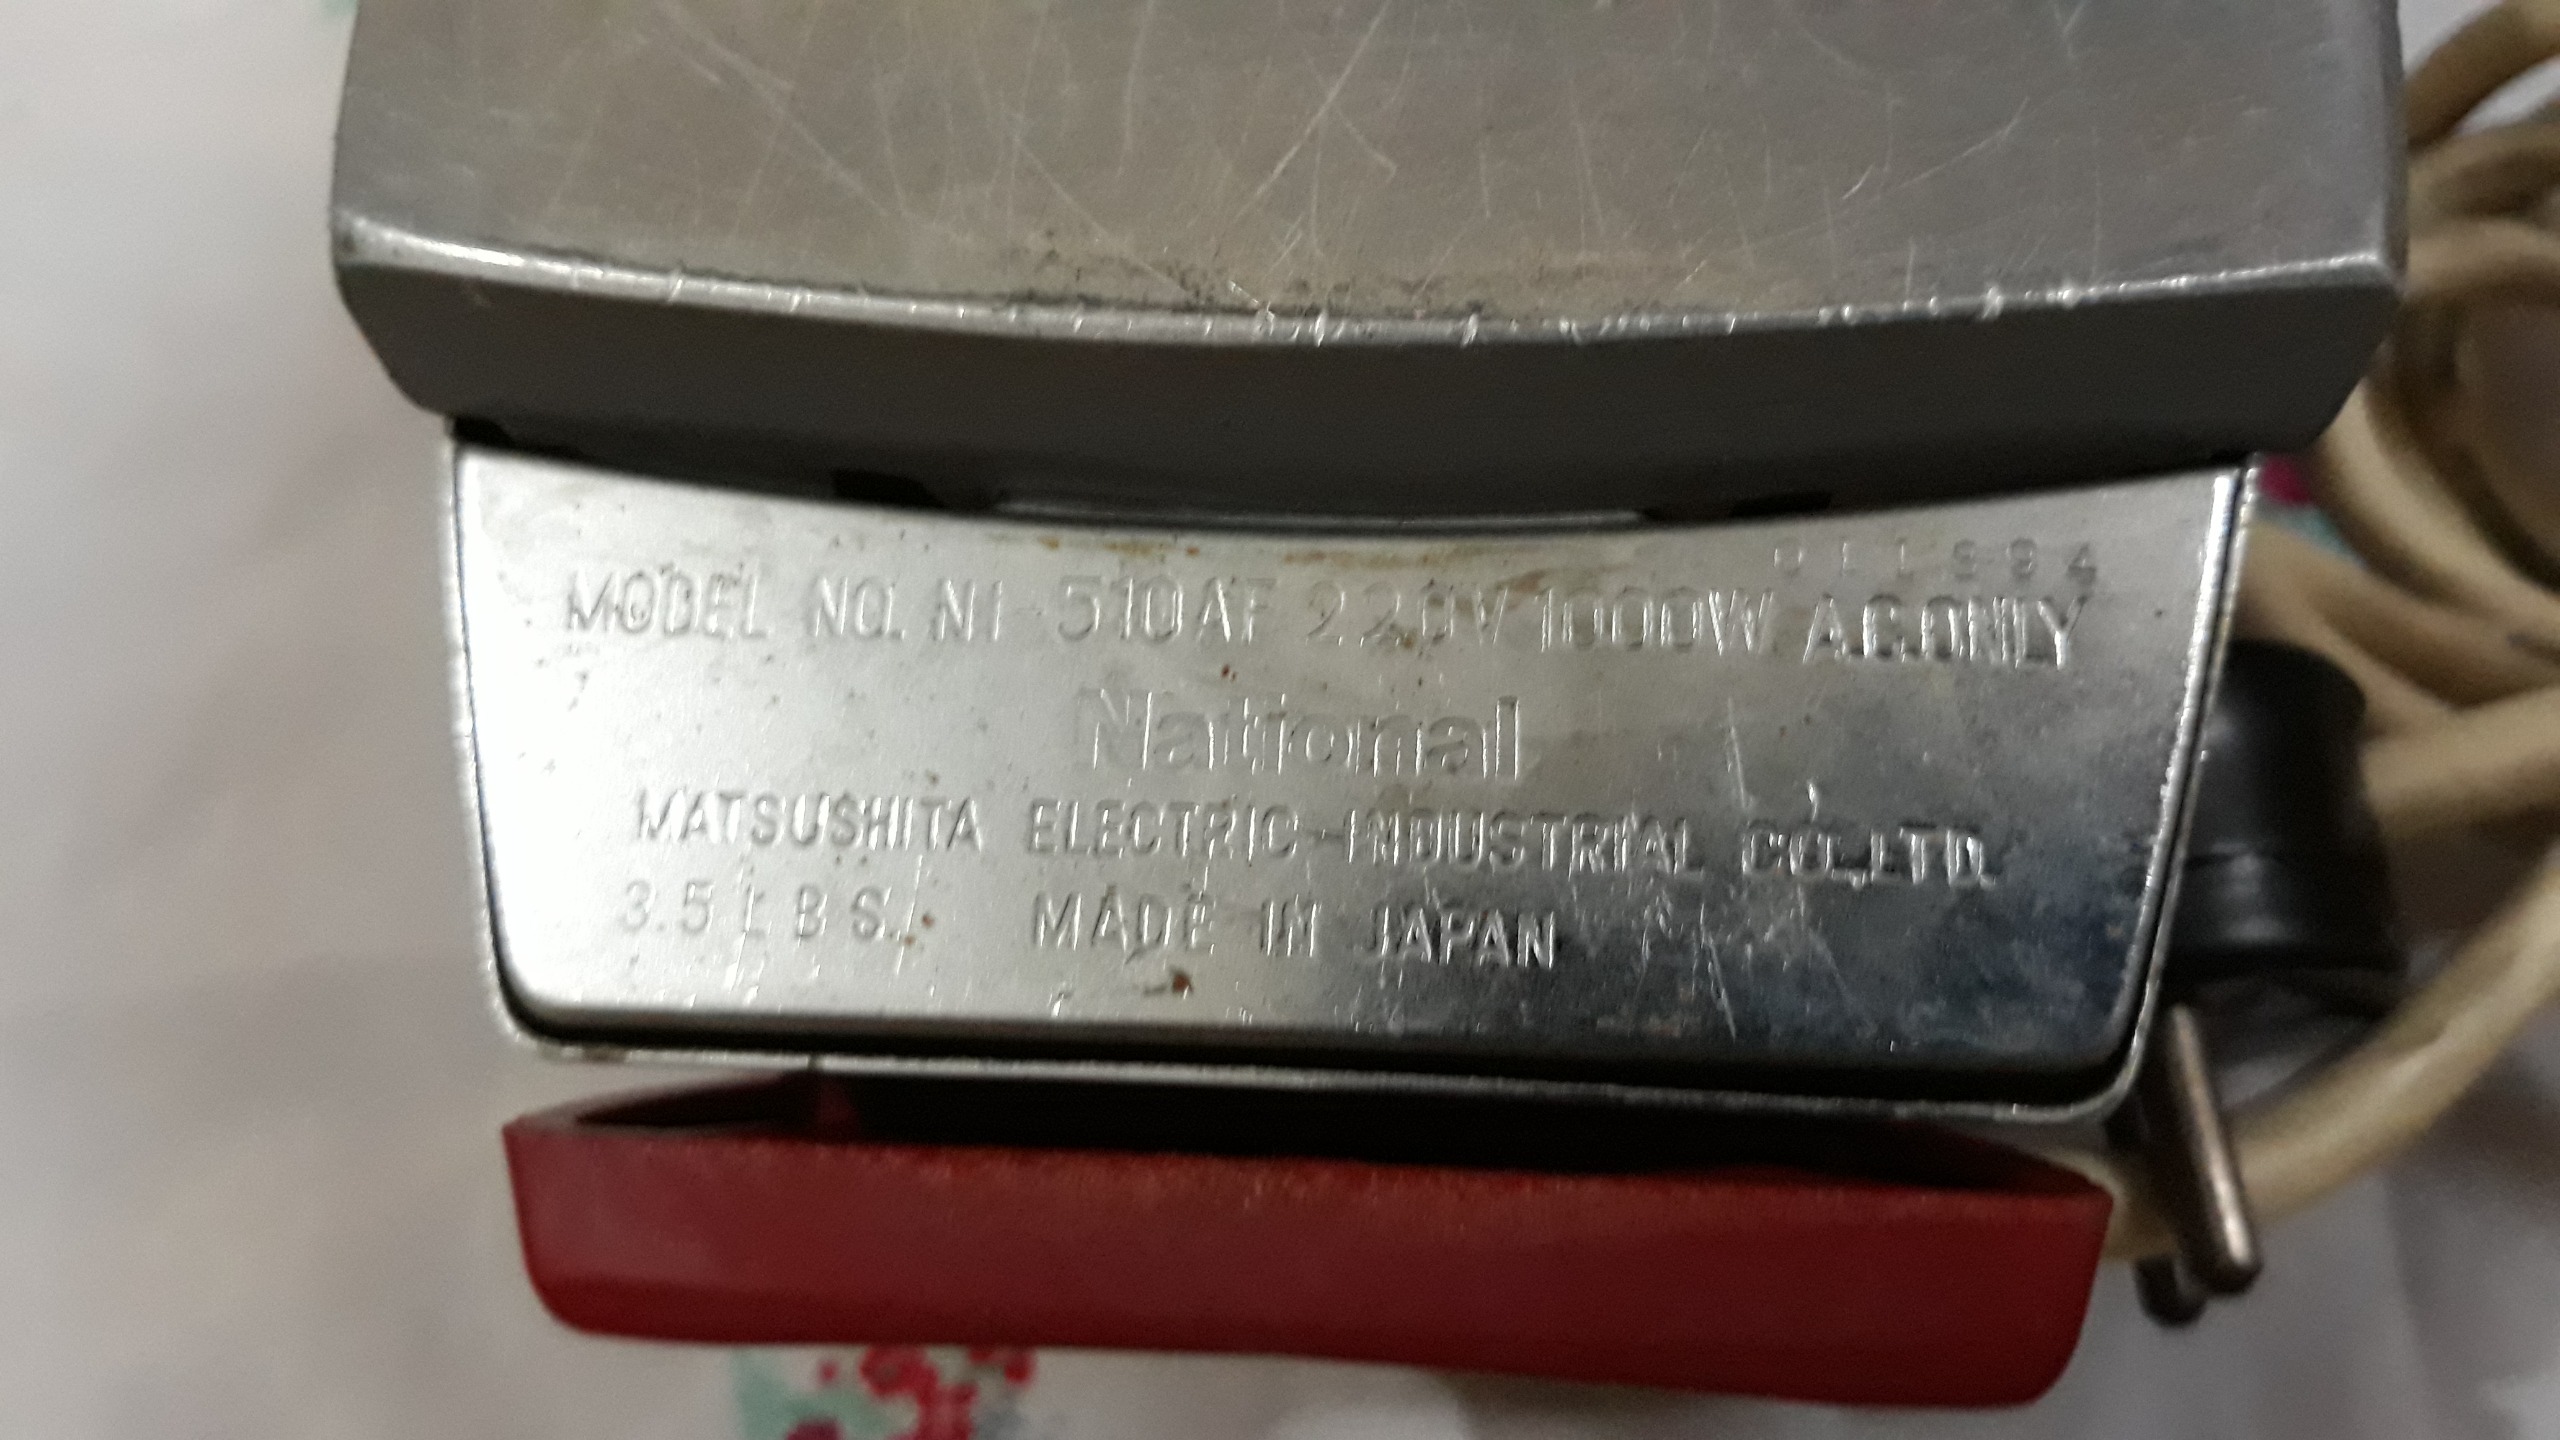 MODEL NO. NI-510AF 220V 1000W A.C.ONLY
National
MATSUSHITA ELECTRIC INDUSTRIAL CO.,LTD.
3.5 LBS. MADE IN JAPAN